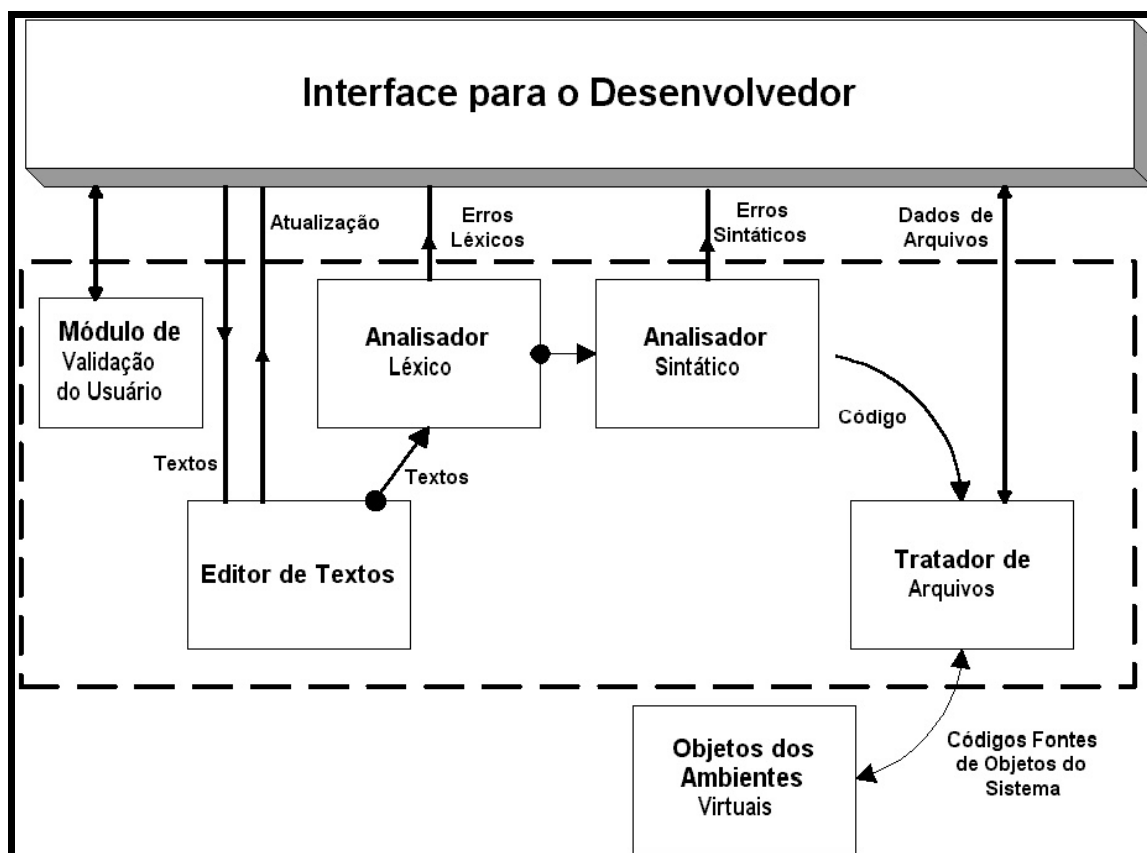 Interface para o Desenvolvedor
Atualização
Erros
Léxicos
Erros
Sintáticos
Dados de
Arquivos
Módulo de
Validação
do Usuário
Analisador
Léxico
Analisador
Sintático
Código
Textos
Textos
Editor de Textos
Tratador de
Arquivos
Objetos dos
Ambientes
Virtuais
Códigos Fontes
de Objetos do
Sistema